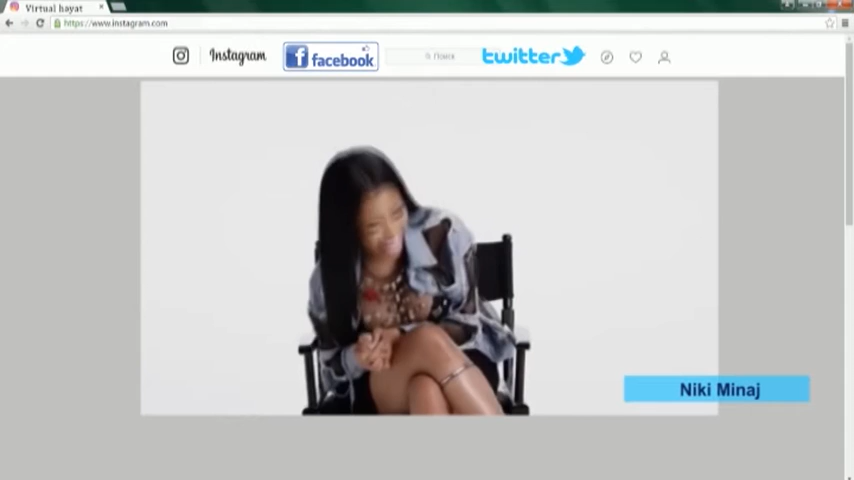 Virtual hayat
https://www.instagram.com
Instagram
facebook
Поиск
twitter
Niki Minaj